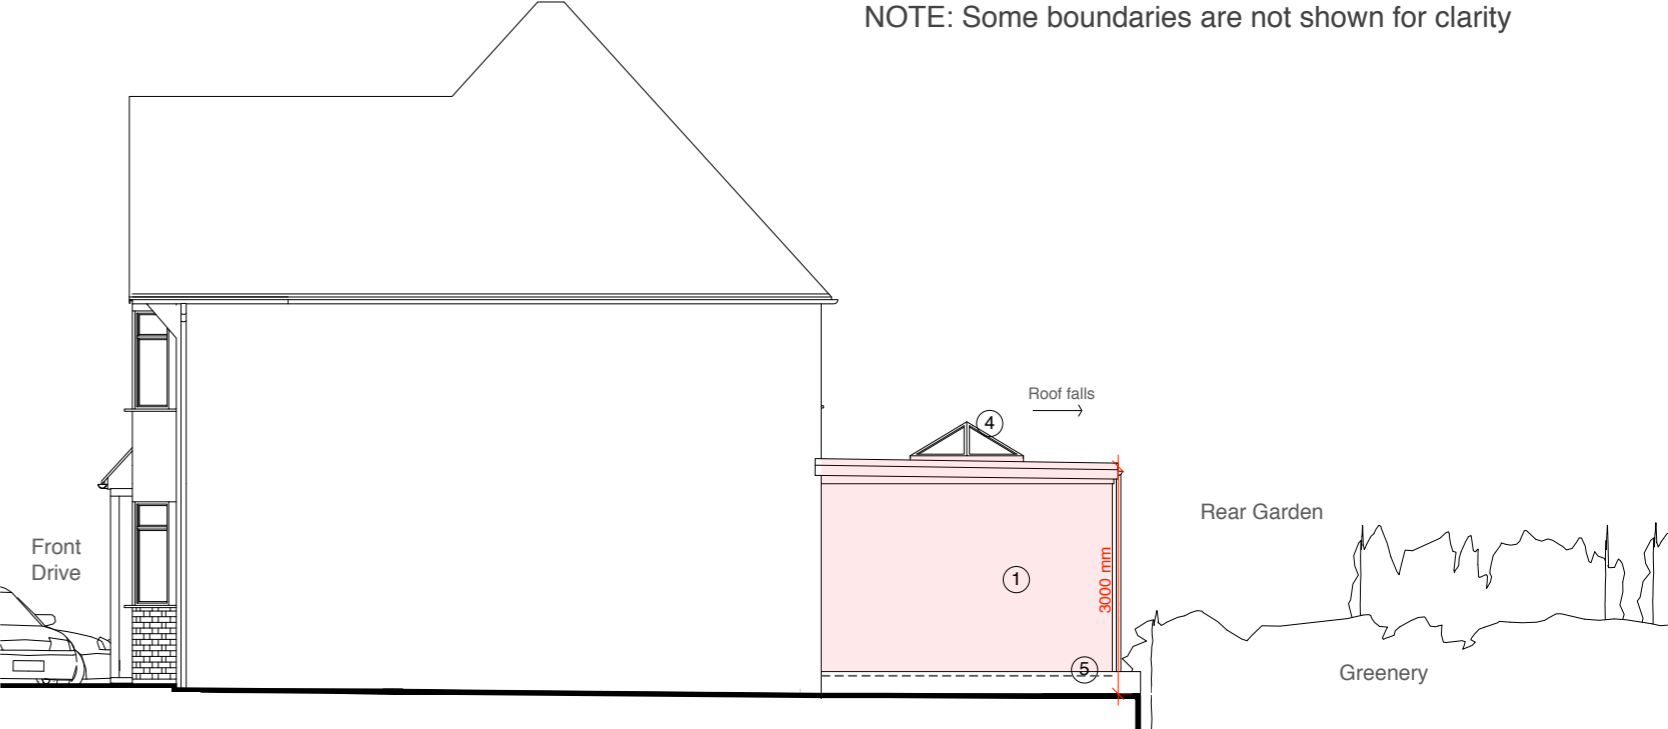 NOTE: Some boundaries are not shown for clarity
4
Roof falls
Rear Garden
Front
Drive
1
3000 mm
5
Greenery